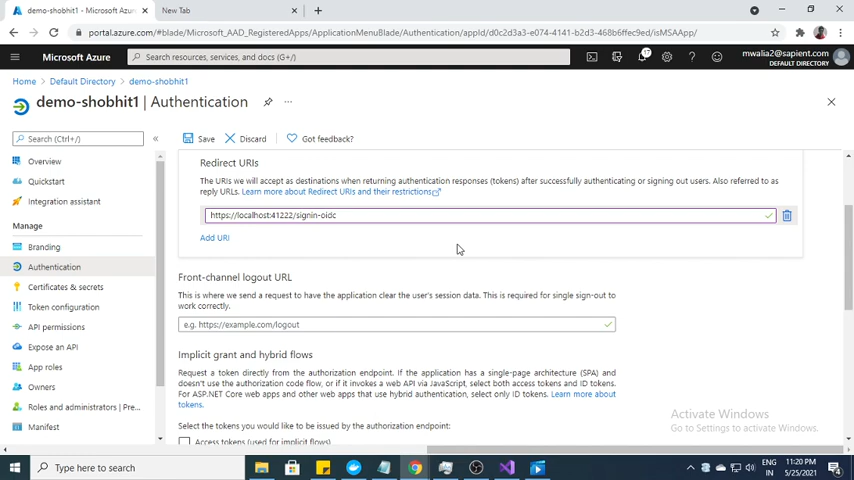 demo-shobhit1 - Microsoft Azure
New Tab
portal.azure.com/#blade/Microsoft_AAD_RegisteredApps/ApplicationMenuBlade/Authentication/appId/d0c2d3a3-e074-4141-b2d3-468b6ffec9ed/isMSAApp/
Microsoft Azure
Search resources, services, and docs (G+/)
17
mwalia2@sapient.com
DEFAULT DIRECTORY
Home
Default Directory
demo-shobhit1
demo-shobhit1 | Authentication
Search (Ctrl+/)
Save
Discard
Got feedback?
Overview
Quickstart
Integration assistant
Manage
Branding
Authentication
Certificates & secrets
Token configuration
API permissions
Expose an API
App roles
Owners
Roles and administrators | Pre...
Manifest
Redirect URIs
The URIs we will accept as destinations when returning authentication responses (tokens) after successfully authenticating or signing out users. Also referred to as
reply URLs. Learn more about Redirect URIs and their restrictions
https://localhost:41222/signin-oidc
Add URI
Front-channel logout URL
This is where we send a request to have the application clear the user's session data. This is required for single sign-out to
work correctly.
e.g. https://example.com/logout
Implicit grant and hybrid flows
Request a token directly from the authorization endpoint. If the application has a single-page architecture (SPA) and
doesn't use the authorization code flow, or if it invokes a web API via JavaScript, select both access tokens and ID tokens.
For ASP.NET Core web apps and other web apps that use hybrid authentication, select only ID tokens. Learn more about
tokens.
Select the tokens you would like to be issued by the authorization endpoint:
Access tokens (used for implicit flows)
Activate Windows
Go to Settings to activate Windows.
Type here to search
ENG
IN
11:20 PM
5/25/2021
4